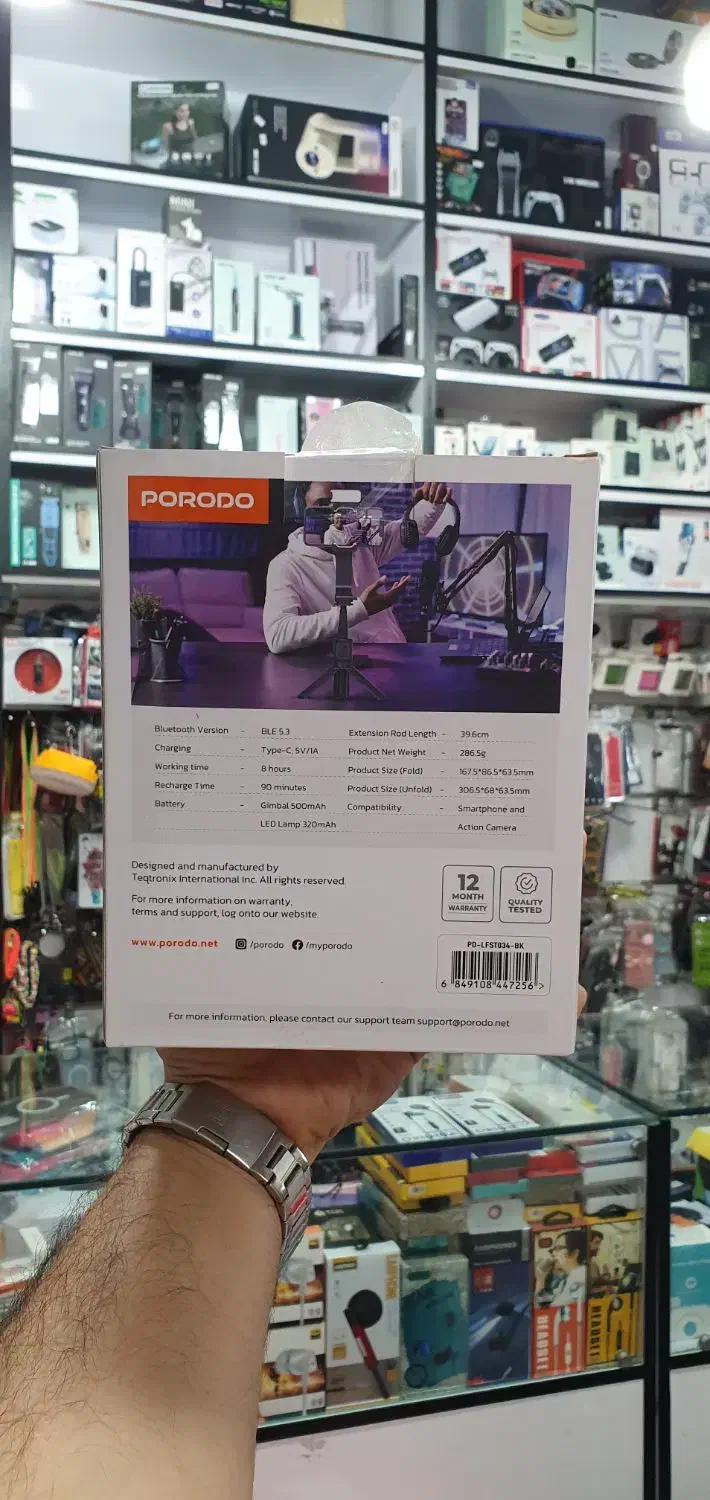 PORODO
Bluetooth Version - BLE 5.3 Extension Rod Length - 39.6cm
Charging - Type-C, 5V/1A Product Net Weight - 286.5g
Working time - 8 hours Product Size (Fold) - 167.5*86.5*63.5mm
Recharge Time - 90 minutes Product Size (Unfold) - 306.5*68*63.5mm
Battery - Gimbal 500mAh Compatibility - Smartphone and
LED Lamp 320mAh Action Camera
Designed and manufactured by
Teqtronix International Inc. All rights reserved.
For more information on warranty,
terms and support, log onto our website.
www.porodo.net /porodo /myporodo
12
MONTH
WARRANTY
QUALITY
TESTED
PD-LFST034-BK
6 849108 447256 >
For more information, please contact our support team support@porodo.net
HEADSET
HEADSET